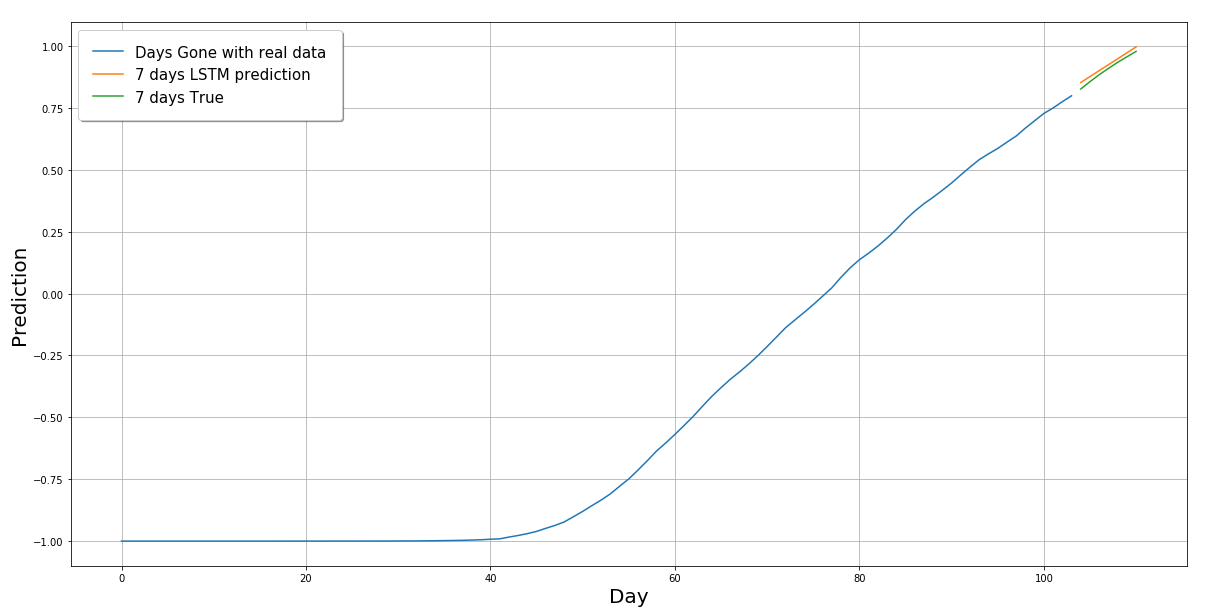 Days Gone with real data
7 days LSTM prediction
7 days True
Prediction
1.00
0.75
0.50
0.25
0.00
−0.25
−0.50
−0.75
−1.00
0 20 40 60 80 100
Day